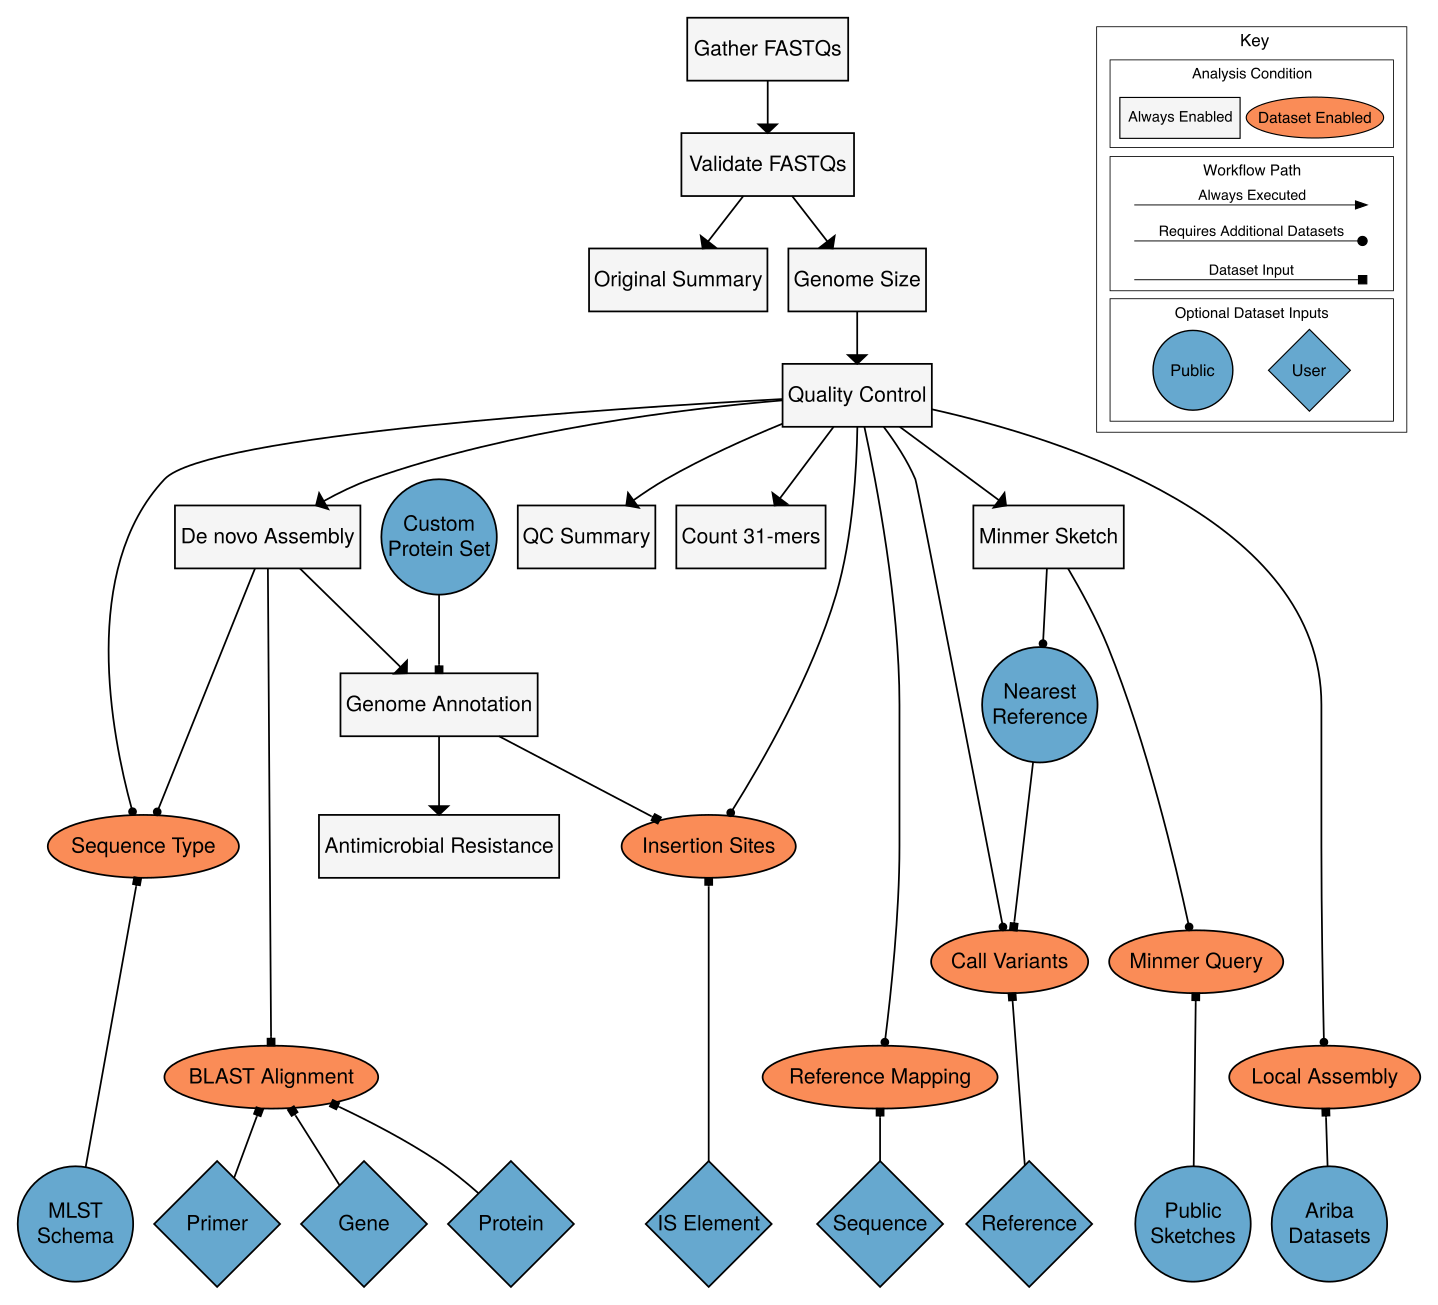 Gather FASTQs
Key
Analysis Condition
Always Enabled
Dataset Enabled
Validate FASTQs
Workflow Path
Always Executed
Requires Additional Datasets
Dataset Input
Original Summary
Genome Size
Optional Dataset Inputs
Public
User
Quality Control
De novo Assembly
Custom
Protein Set
QC Summary
Count 31-mers
Minmer Sketch
Genome Annotation
Nearest
Reference
Sequence Type
Antimicrobial Resistance
Insertion Sites
Call Variants
Minmer Query
BLAST Alignment
Reference Mapping
Local Assembly
MLST
Schema
Primer
Gene
Protein
IS Element
Sequence
Reference
Public
Sketches
Ariba
Datasets